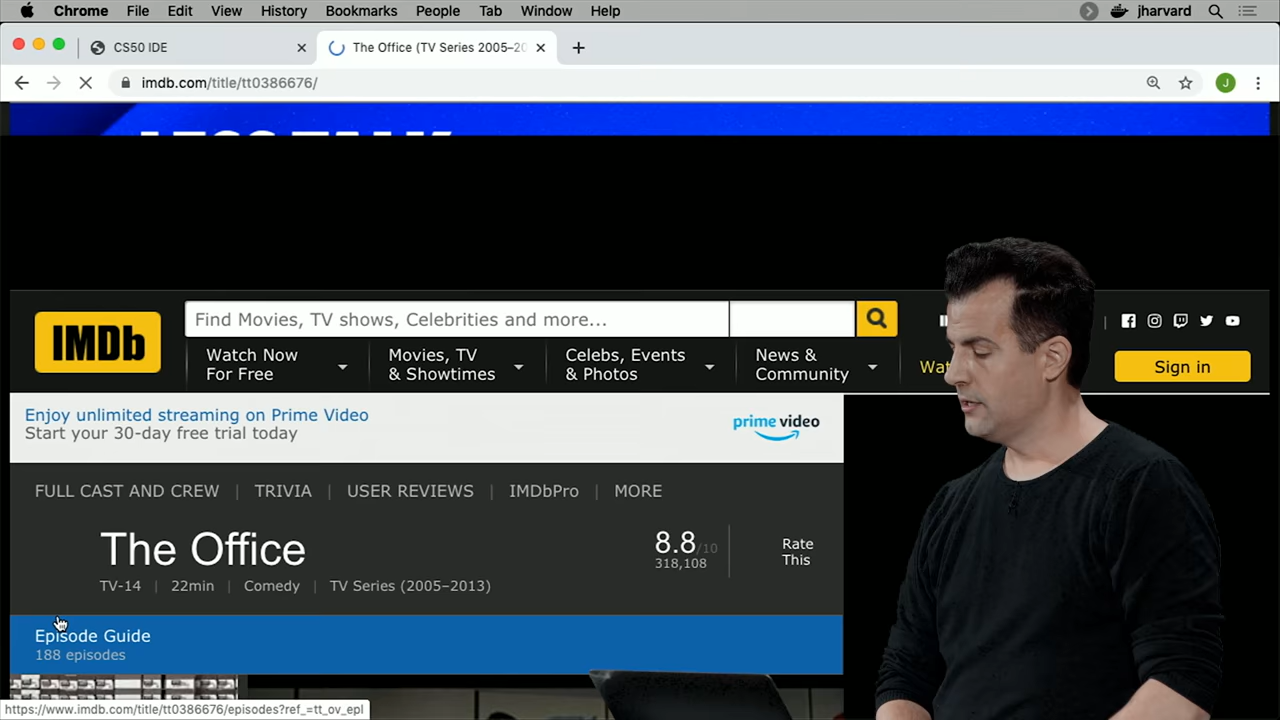 Chrome File Edit View History Bookmarks People Tab Window Help jharvard
CS50 IDE
The Office (TV Series 2005–20
imdb.com/title/tt0386676/
J
IMDb
Find Movies, TV shows, Celebrities and more...
Watch Now
For Free
Movies, TV
& Showtimes
Celebs, Events
& Photos
News &
Community
Wat
Sign in
Enjoy unlimited streaming on Prime Video
Start your 30-day free trial today
prime video
FULL CAST AND CREW | TRIVIA | USER REVIEWS | IMDbPro | MORE
The Office
8.8/10
318,108
Rate
This
TV-14 | 22min | Comedy | TV Series (2005–2013)
Episode Guide
188 episodes
https://www.imdb.com/title/tt0386676/episodes?ref_=tt_ov_epl